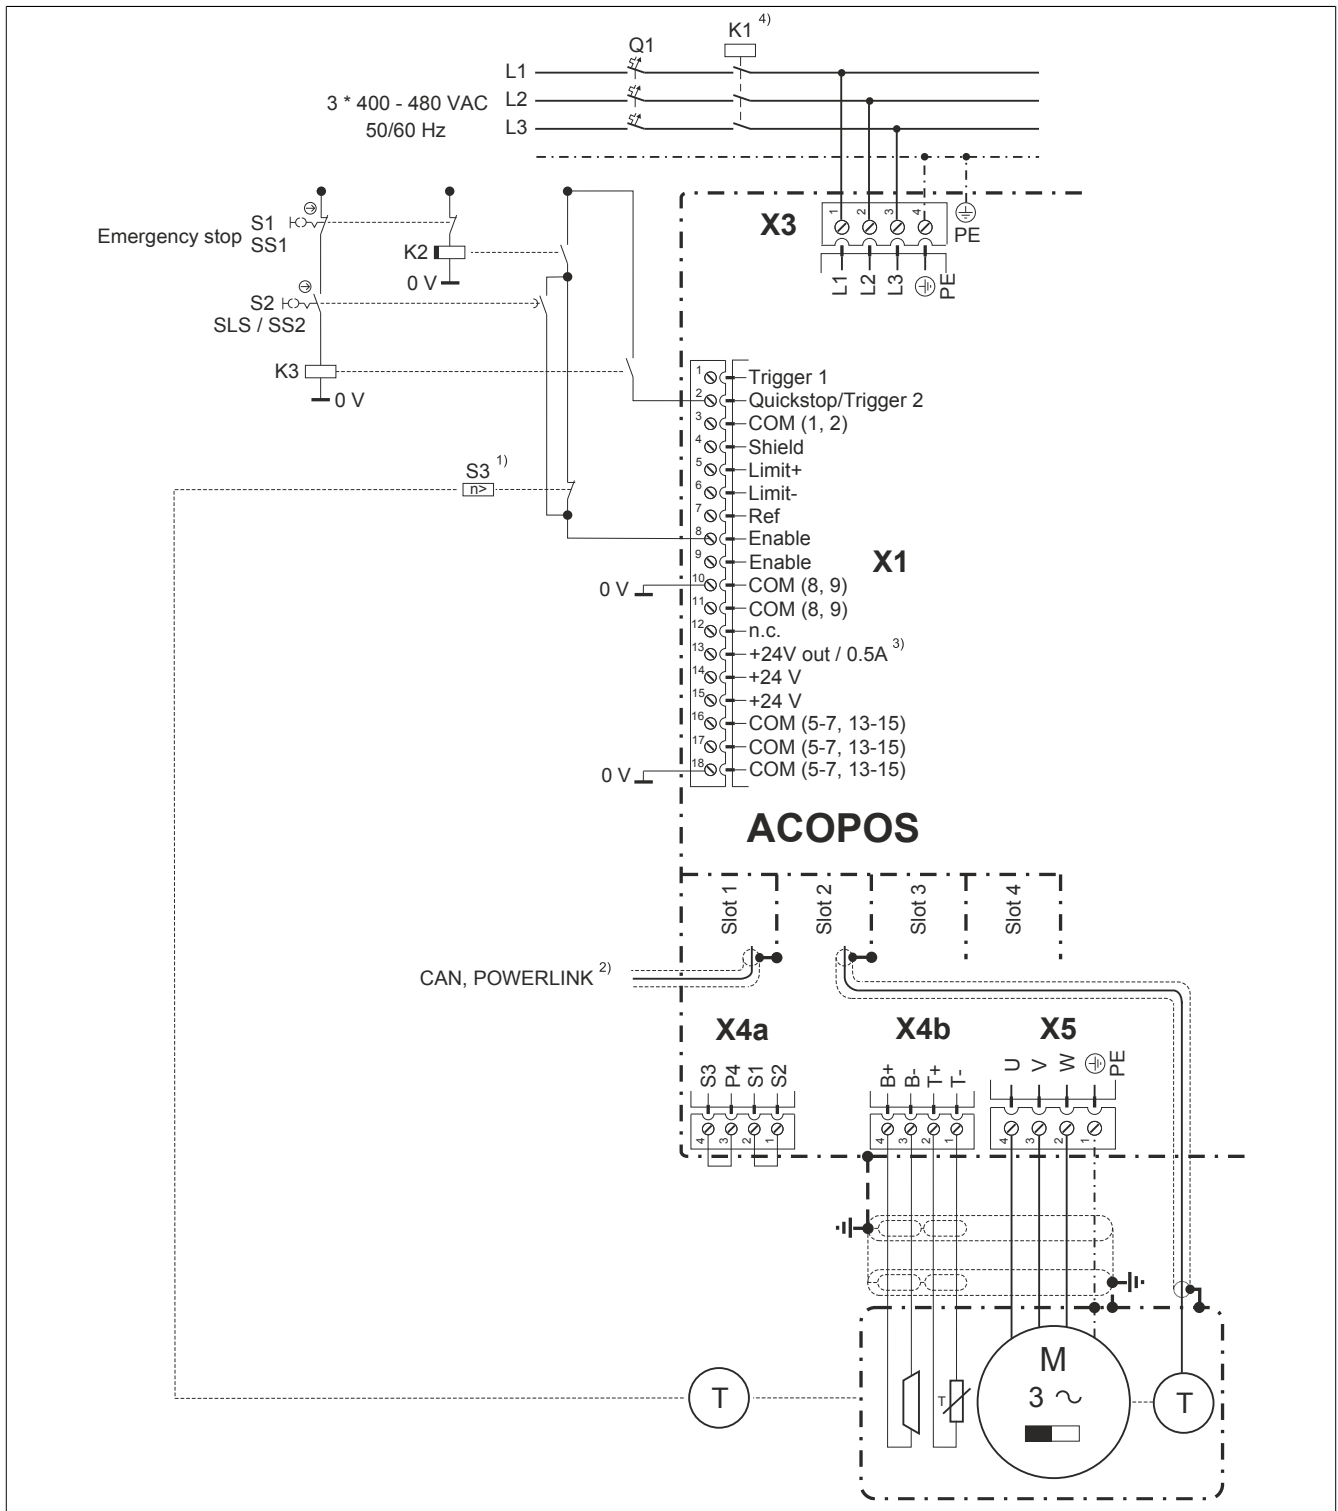 K1 4)
Q1
L1
3 * 400 - 480 VAC
L2
50/60 Hz
L3
S1
Emergency stop
SS1
K2
0 V
S2
SLS / SS2
K3
0 V
X3
1 2 3 4
PE
L1 L2 L3 PE
1 Trigger 1
2 Quickstop/Trigger 2
3 COM (1, 2)
4 Shield
5 Limit+
6 Limit-
7 Ref
8 Enable
9 Enable
10 COM (8, 9)
11 COM (8, 9)
12 n.c.
13 +24V out / 0.5A 3)
14 +24 V
15 +24 V
16 COM (5-7, 13-15)
17 COM (5-7, 13-15)
18 COM (5-7, 13-15)
X1
S3 1)
n>
0 V
0 V
ACOPOS
Slot 1
Slot 2
Slot 3
Slot 4
CAN, POWERLINK 2)
X4a
X4b
X5
S3 P4 S1 S2
4 3 2 1
B+ B- T+ T-
4 3 2 1
U V W PE
4 3 2 1
M
3 ~
T
T
T